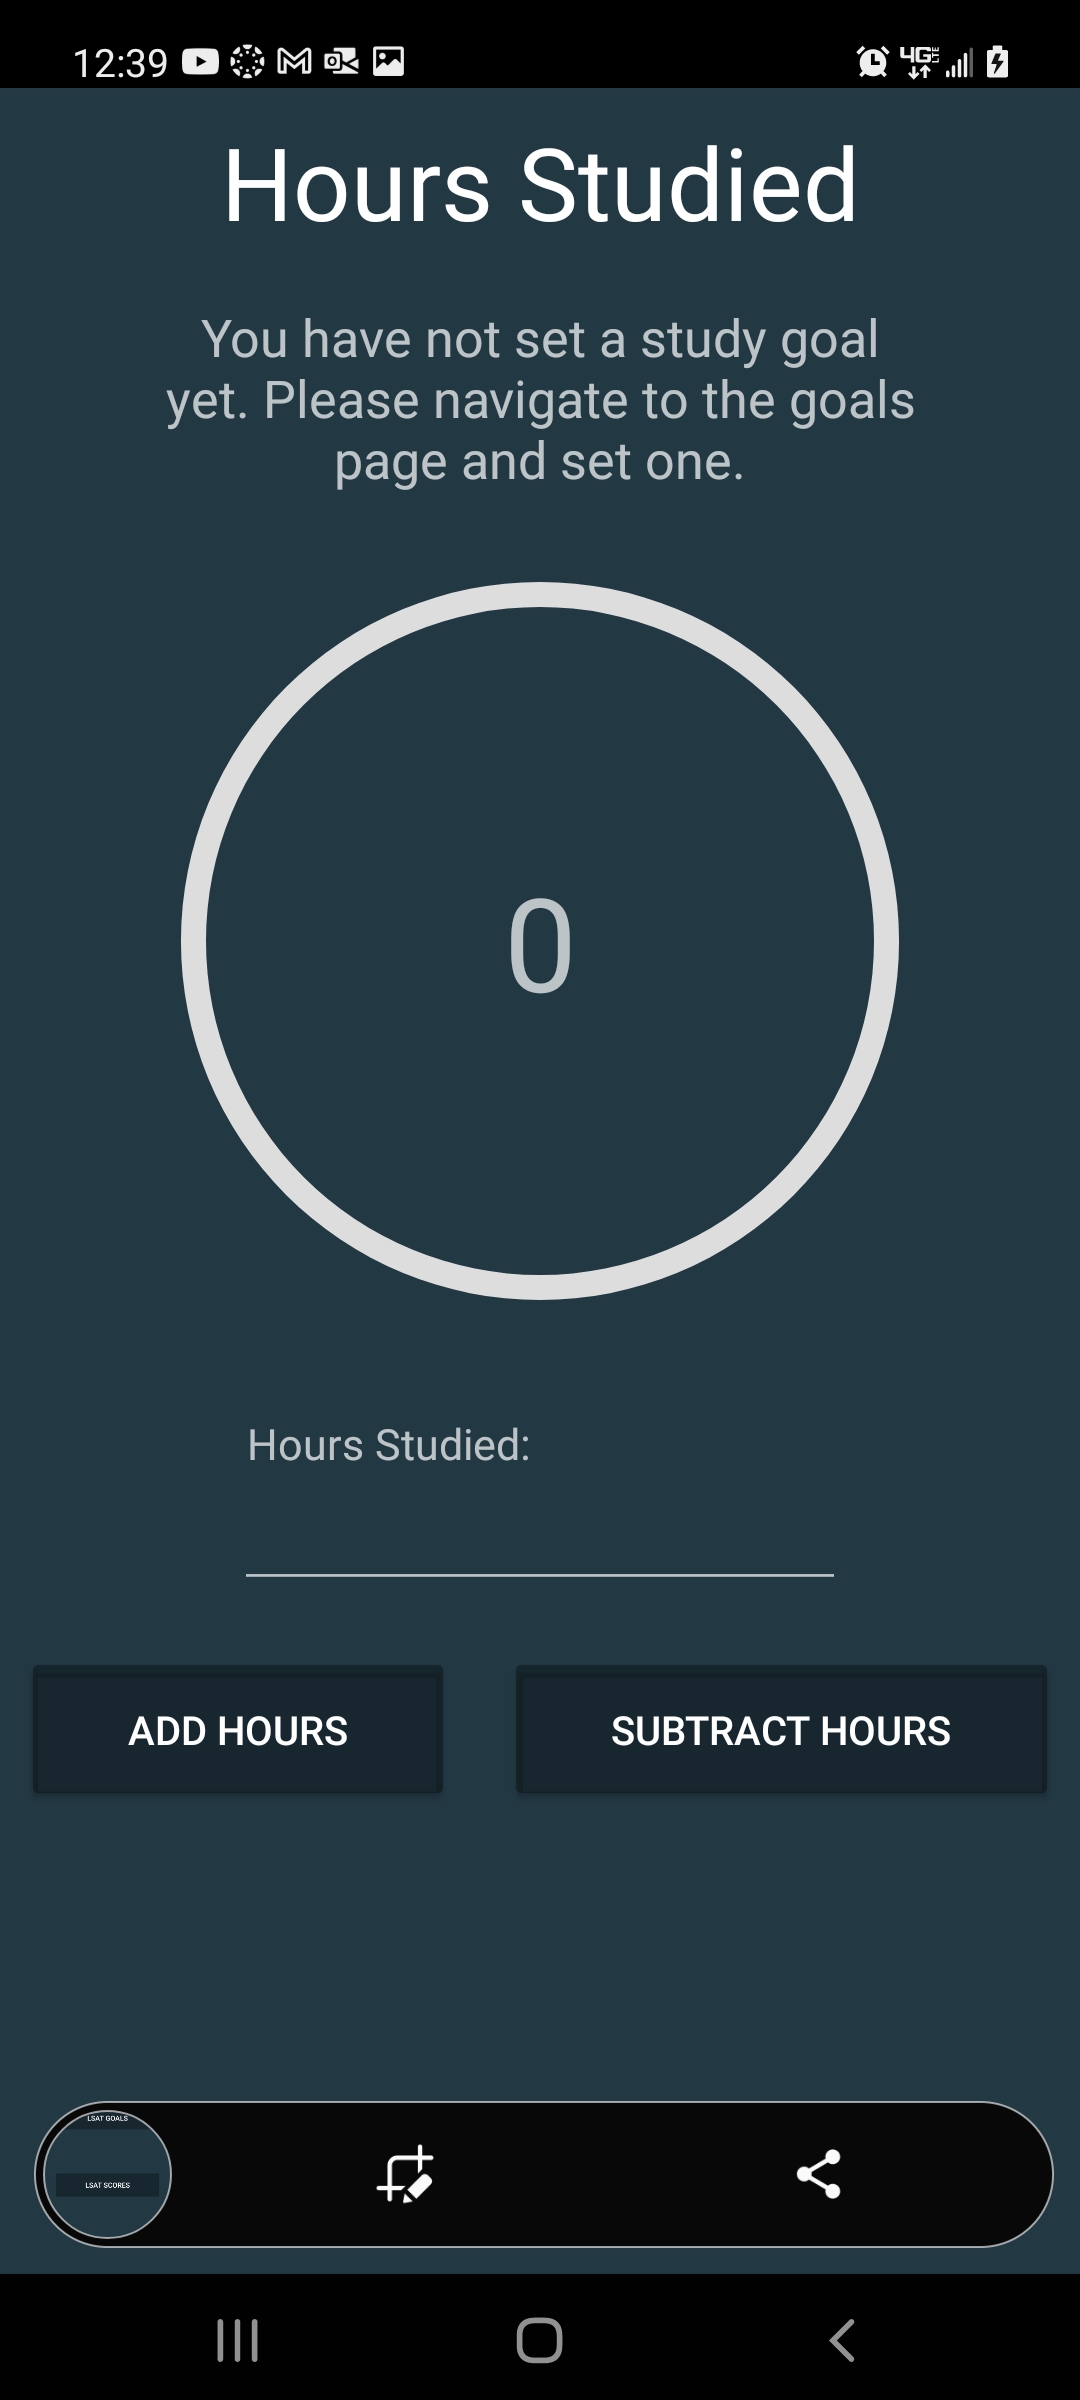 12:39 4G LTE
Hours Studied
You have not set a study goal
yet. Please navigate to the goals
page and set one.
0
Hours Studied:
ADD HOURS
SUBTRACT HOURS
LSAT GOALS
LSAT SCORES